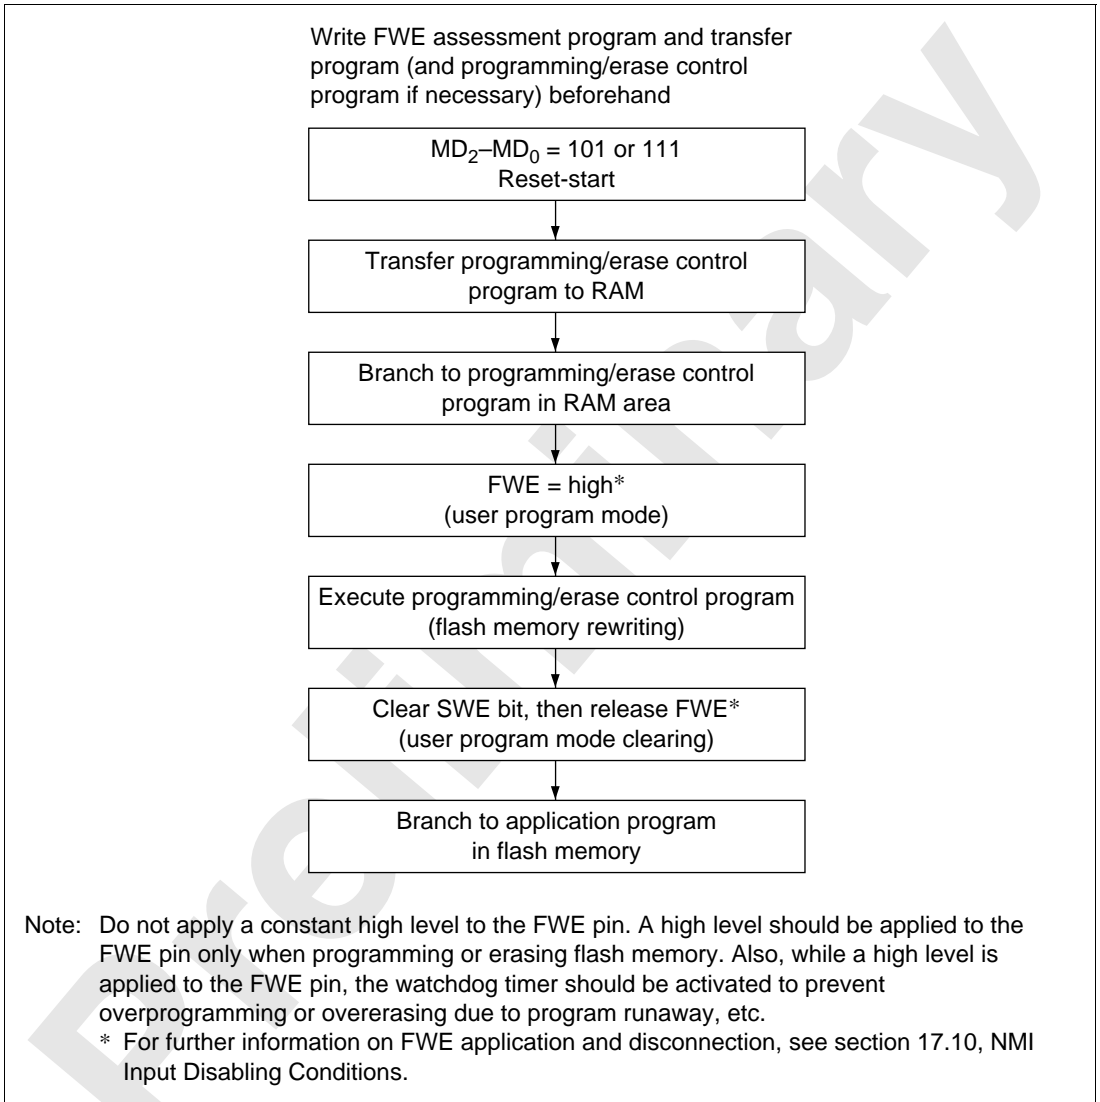 Write FWE assessment program and transfer
program (and programming/erase control
program if necessary) beforehand
MD2–MD0 = 101 or 111
Reset-start
Transfer programming/erase control
program to RAM
Branch to programming/erase control
program in RAM area
FWE = high*
(user program mode)
Execute programming/erase control program
(flash memory rewriting)
Clear SWE bit, then release FWE*
(user program mode clearing)
Branch to application program
in flash memory
Note: Do not apply a constant high level to the FWE pin. A high level should be applied to the
FWE pin only when programming or erasing flash memory. Also, while a high level is
applied to the FWE pin, the watchdog timer should be activated to prevent
overprogramming or overerasing due to program runaway, etc.
* For further information on FWE application and disconnection, see section 17.10, NMI
Input Disabling Conditions.
Preliminary